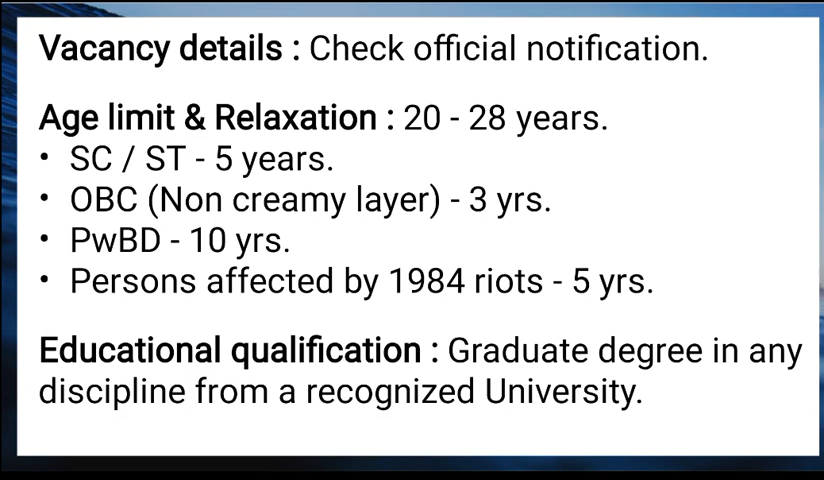 Vacancy details : Check official notification.
Age limit & Relaxation : 20 - 28 years.
• SC / ST - 5 years.
• OBC (Non creamy layer) - 3 yrs.
• PwBD - 10 yrs.
• Persons affected by 1984 riots - 5 yrs.
Educational qualification : Graduate degree in any
discipline from a recognized University.